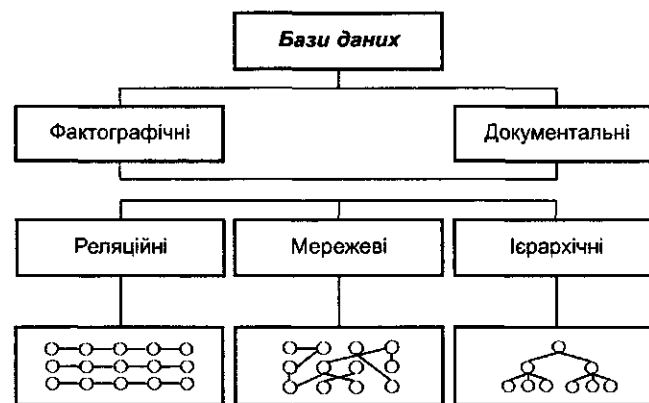 Бази даних
Фактографічні
Документальні
Реляційні
Мережеві
Ієрархічні